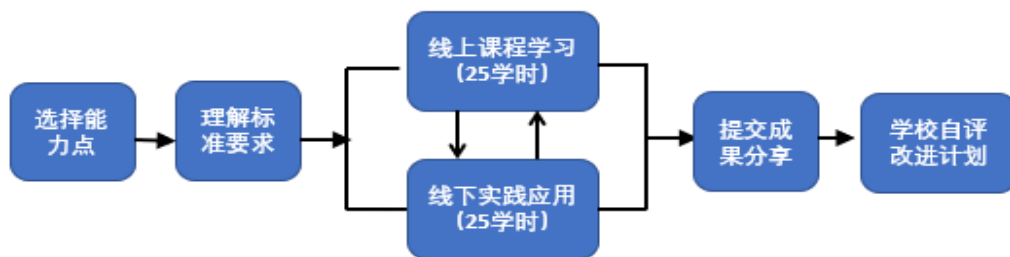 选择能
力点
理解标
准要求
线上课程学习
(25学时)
线下实践应用
(25学时)
提交成
果分享
学校自评
改进计划